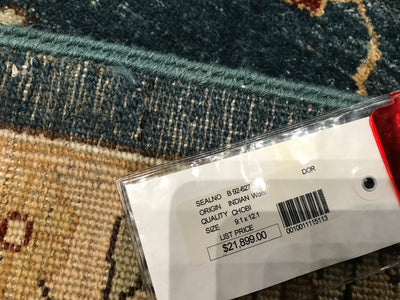 DOR
SEALNO B 92-627
ORIGIN INDIAN Wool
QUALITY CHOBI
SIZE 9.1 x 12.1
LIST PRICE
$21,899.00
0010011115113